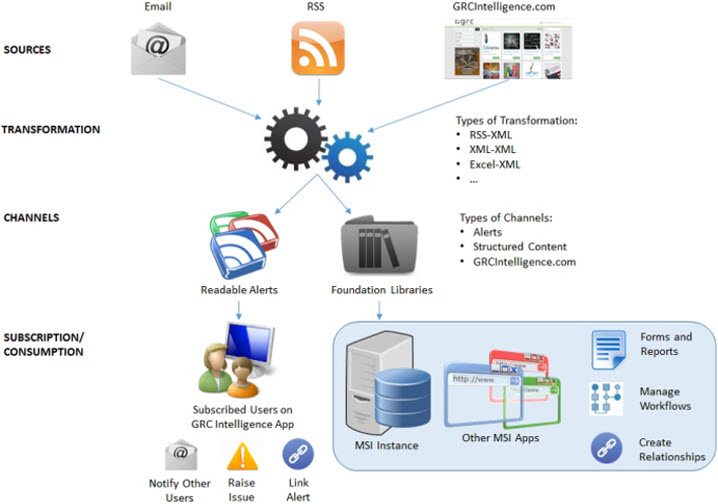 Email
RSS
GRCIntelligence.com
grc
SOURCES
TRANSFORMATION
Types of Transformation:
• RSS-XML
• XML-XML
• Excel-XML
• ...
CHANNELS
Types of Channels:
• Alerts
• Structured Content
• GRCIntelligence.com
Readable Alerts
Foundation Libraries
SUBSCRIPTION/
CONSUMPTION
Forms and
Reports
http://www
Manage
Workflows
Subscribed Users on
GRC Intelligence App
MSI Instance
Other MSI Apps
Create
Relationships
Notify Other
Users
Raise
Issue
Link
Alert